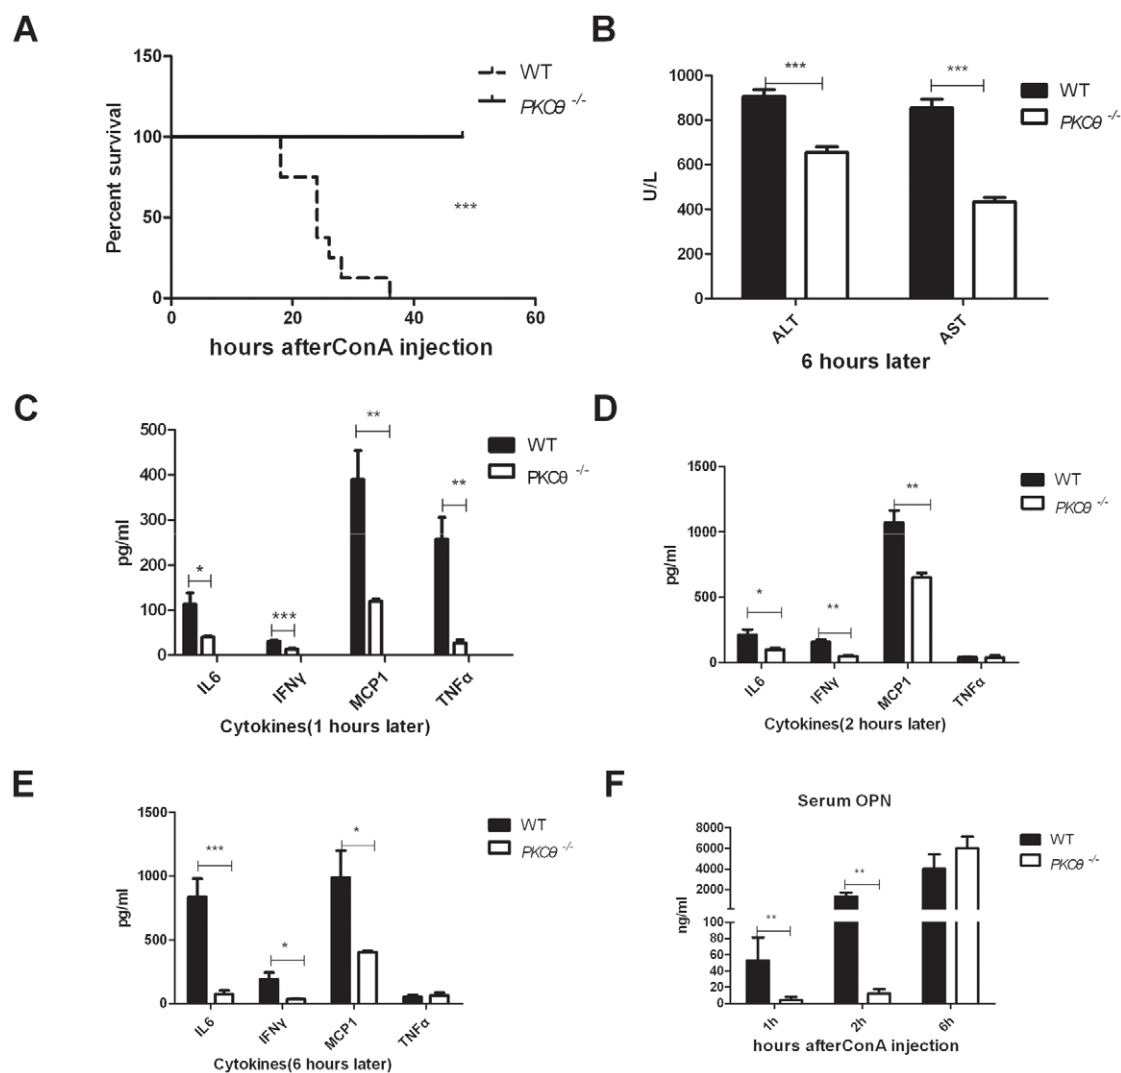 A
150
100
50
0
Percent survival
WT
PKCθ -/-
***
0 20 40 60
hours afterConA injection
B
1000
800
600
400
200
0
U/L
***
***
WT
PKCθ -/-
ALT AST
6 hours later
C
500
400
300
200
100
0
pg/ml
*
***
**
**
WT
PKCθ -/-
IL6 IFNγ MCP1 TNFα
Cytokines(1 hours later)
D
1500
1000
500
0
pg/ml
*
**
**
WT
PKCθ -/-
IL6 IFNγ MCP1 TNFα
Cytokines(2 hours later)
E
1500
1000
500
0
pg/ml
***
*
*
WT
PKCθ -/-
IL6 IFNγ MCP1 TNFα
Cytokines(6 hours later)
F
Serum OPN
8000
6000
4000
2000
100
80
60
40
20
0
ng/ml
**
**
WT
PKCθ -/-
1h 2h 6h
hours afterConA injection